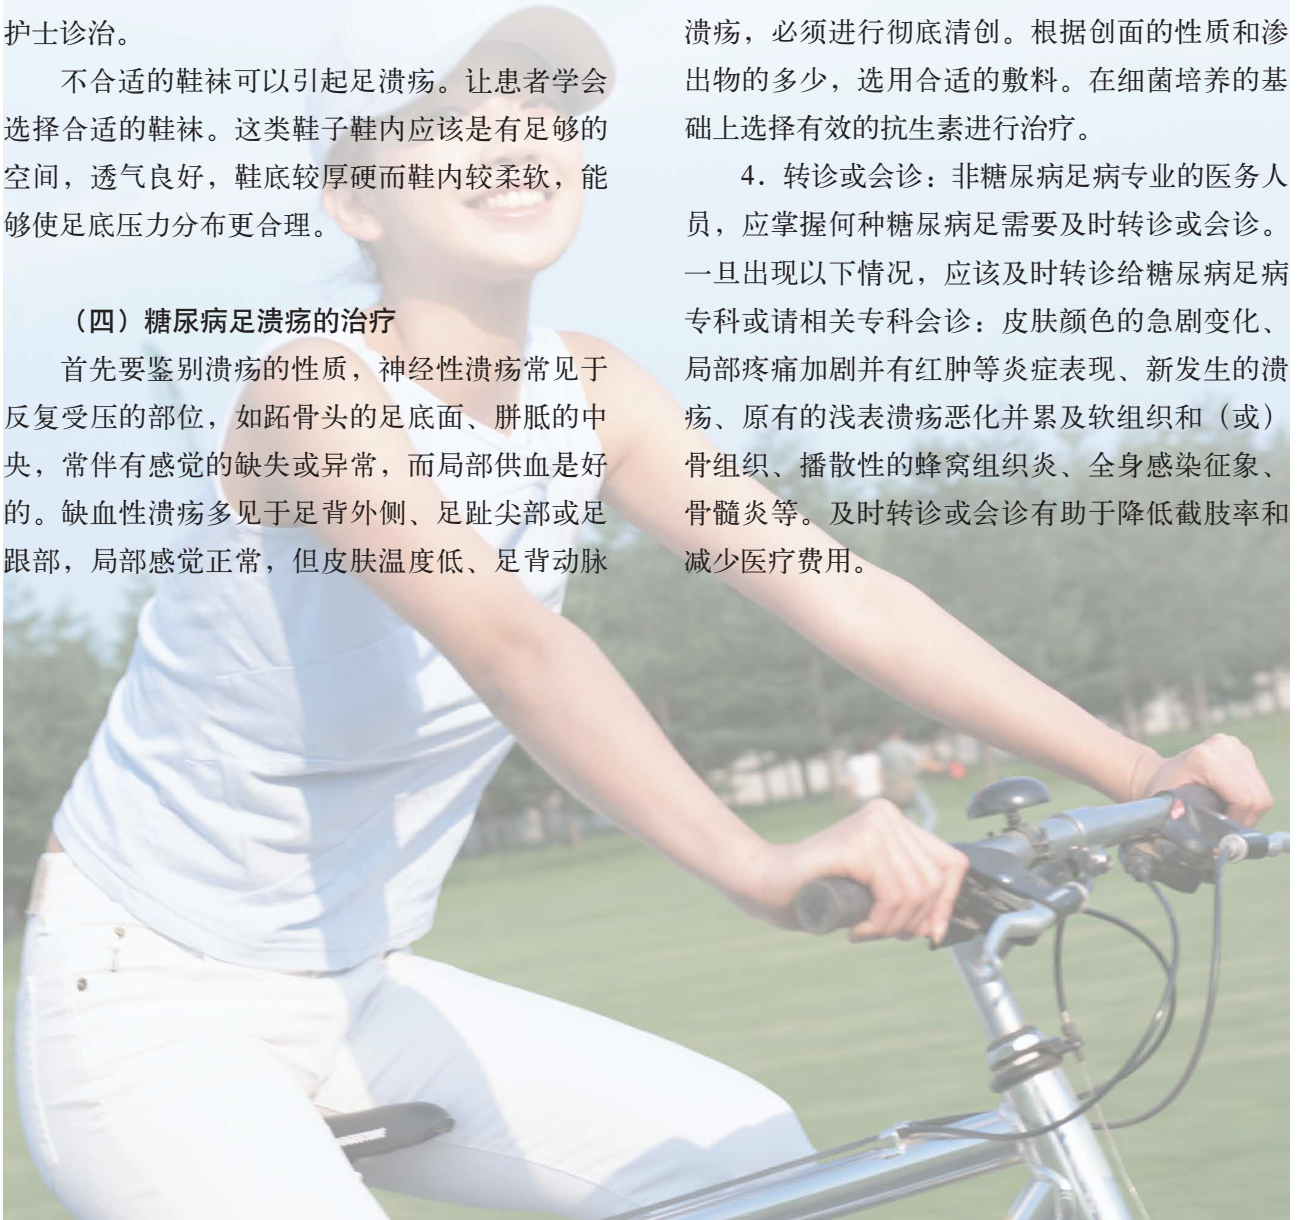 护士诊治。
不合适的鞋袜可以引起足溃疡。让患者学会
选择合适的鞋袜。这类鞋子鞋内应该是有足够的
空间，透气良好，鞋底较厚硬而鞋内较柔软，能
够使足底压力分布更合理。
（四）糖尿病足溃疡的治疗
首先要鉴别溃疡的性质，神经性溃疡常见于
反复受压的部位，如跖骨头的足底面、胼胝的中
央，常伴有感觉的缺失或异常，而局部供血是好
的。缺血性溃疡多见于足背外侧、足趾尖部或足
跟部，局部感觉正常，但皮肤温度低、足背动脉
溃疡，必须进行彻底清创。根据创面的性质和渗
出物的多少，选用合适的敷料。在细菌培养的基
础上选择有效的抗生素进行治疗。
4．转诊或会诊：非糖尿病足病专业的医务人
员，应掌握何种糖尿病足需要及时转诊或会诊。
一旦出现以下情况，应该及时转诊给糖尿病足病
专科或请相关专科会诊：皮肤颜色的急剧变化、
局部疼痛加剧并有红肿等炎症表现、新发生的溃
疡、原有的浅表溃疡恶化并累及软组织和（或）
骨组织、播散性的蜂窝组织炎、全身感染征象、
骨髓炎等。及时转诊或会诊有助于降低截肢率和
减少医疗费用。